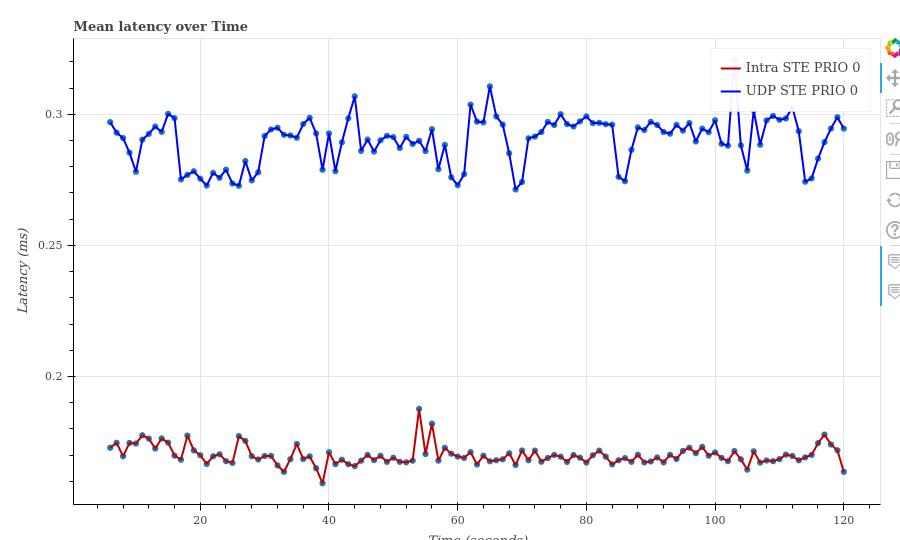 Mean latency over Time
Intra STE PRIO 0
UDP STE PRIO 0
0.3
0.25
0.2
Latency (ms)
20
40
60
80
100
120
Time (seconds)